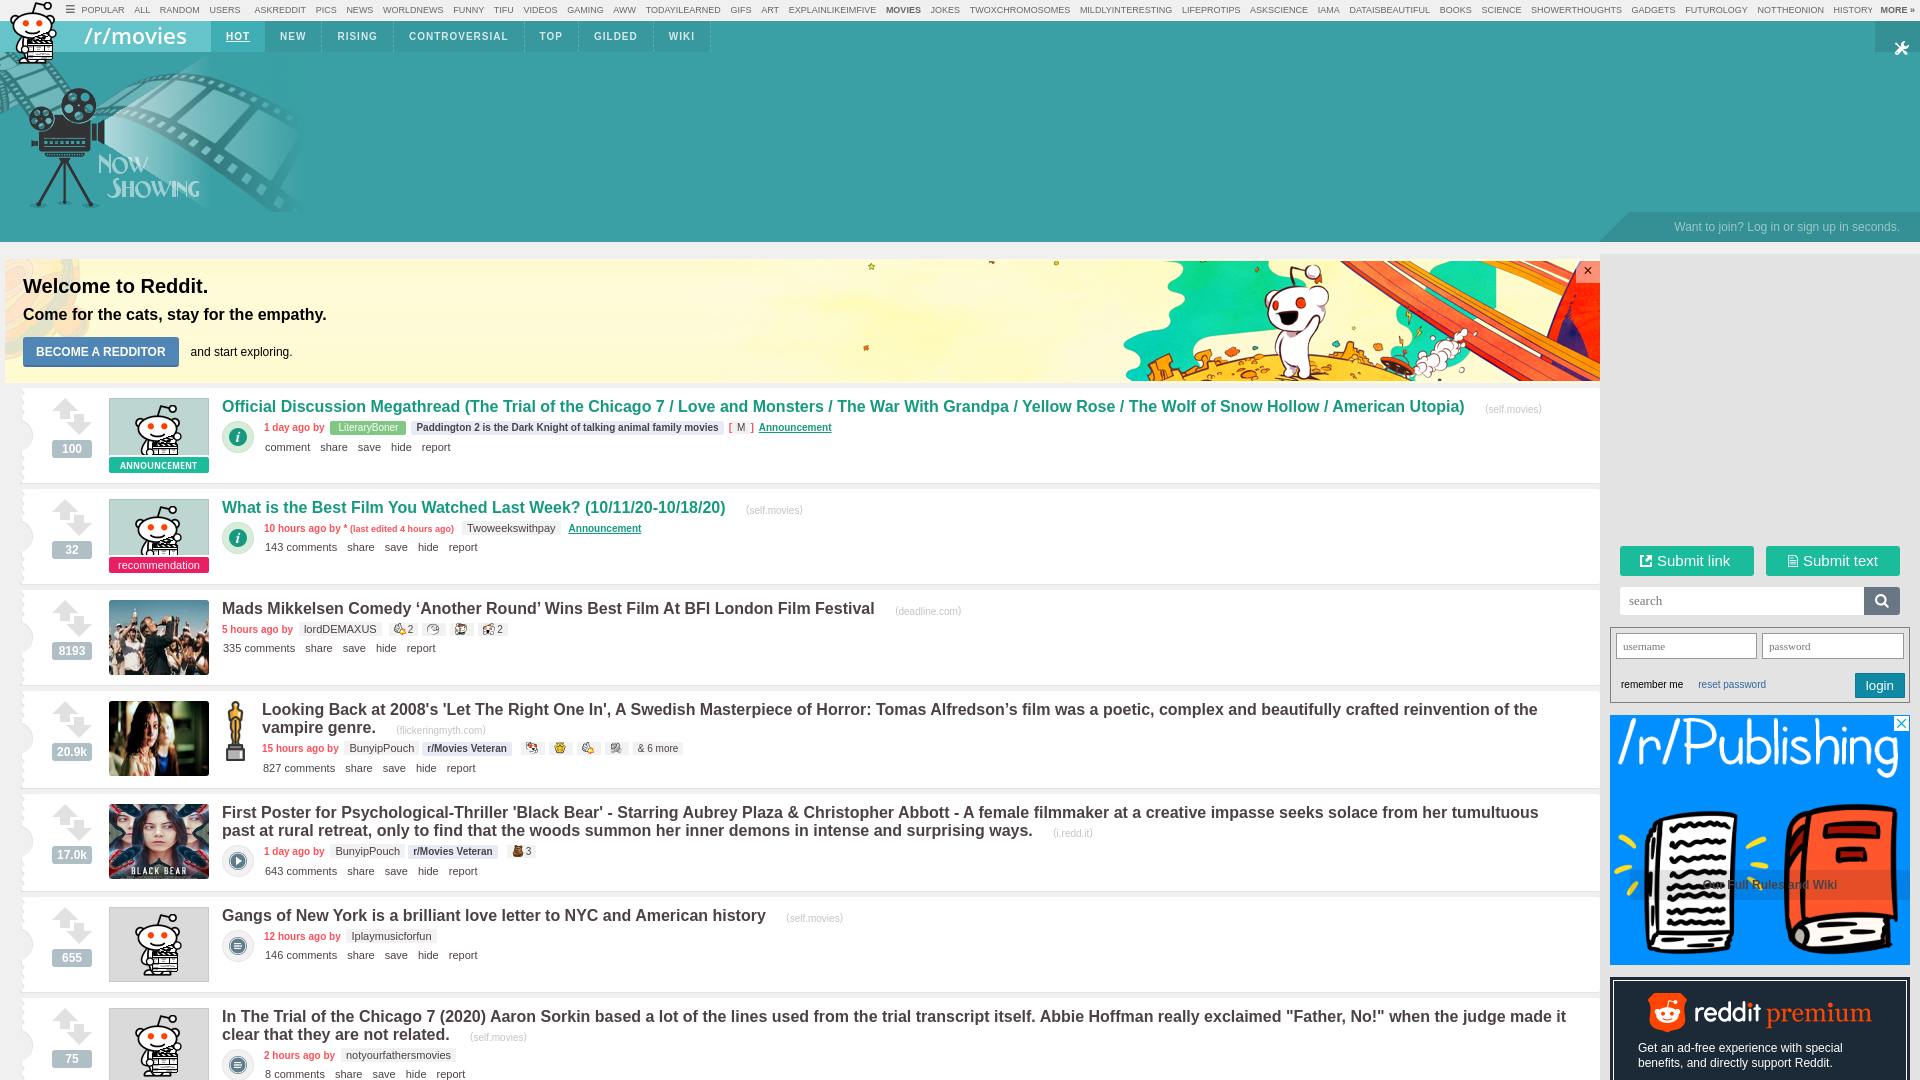 POPULAR ALL RANDOM USERS ASKREDDIT PICS NEWS WORLDNEWS FUNNY TIFU VIDEOS GAMING AWW TODAYILEARNED GIFS ART EXPLAINLIKEIMFIVE MOVIES JOKES TWOXCHROMOSOMES MILDLYINTERESTING LIFEPROTIPS ASKSCIENCE IAMA DATAISBEAUTIFUL BOOKS SCIENCE SHOWERTHOUGHTS GADGETS FUTUROLOGY NOTTHEONION HISTORY MORE »
/r/movies HOT NEW RISING CONTROVERSIAL TOP GILDED WIKI
NOW
SHOWING
Want to join? Log in or sign up in seconds.
Welcome to Reddit.
Come for the cats, stay for the empathy.
BECOME A REDDITOR and start exploring.
×
Official Discussion Megathread (The Trial of the Chicago 7 / Love and Monsters / The War With Grandpa / Yellow Rose / The Wolf of Snow Hollow / American Utopia) (self.movies)
1 day ago by LiteraryBoner Paddington 2 is the Dark Knight of talking animal family movies [ M ] Announcement
100
comment share save hide report
ANNOUNCEMENT
What is the Best Film You Watched Last Week? (10/11/20-10/18/20) (self.movies)
10 hours ago by * (last edited 4 hours ago) Twoweekswithpay Announcement
32
143 comments share save hide report
recommendation
Mads Mikkelsen Comedy ‘Another Round’ Wins Best Film At BFI London Film Festival (deadline.com)
5 hours ago by lordDEMAXUS 2 2
8193
335 comments share save hide report
Looking Back at 2008's 'Let The Right One In', A Swedish Masterpiece of Horror: Tomas Alfredson’s film was a poetic, complex and beautifully crafted reinvention of the
vampire genre. (flickeringmyth.com)
15 hours ago by BunyipPouch r/Movies Veteran & 6 more
20.9k
827 comments share save hide report
First Poster for Psychological-Thriller 'Black Bear' - Starring Aubrey Plaza & Christopher Abbott - A female filmmaker at a creative impasse seeks solace from her tumultuous
past at rural retreat, only to find that the woods summon her inner demons in intense and surprising ways. (i.redd.it)
1 day ago by BunyipPouch r/Movies Veteran 3
17.0k
BLACK BEAR
643 comments share save hide report
Gangs of New York is a brilliant love letter to NYC and American history (self.movies)
12 hours ago by Iplaymusicforfun
655
146 comments share save hide report
In The Trial of the Chicago 7 (2020) Aaron Sorkin based a lot of the lines used from the trial transcript itself. Abbie Hoffman really exclaimed "Father, No!" when the judge made it
clear that they are not related. (self.movies)
2 hours ago by notyourfathersmovies
75
8 comments share save hide report
Submit link Submit text
search
username password
remember me reset password login
/r/Publishing
Our Full Rules and Wiki
reddit premium
Get an ad-free experience with special
benefits, and directly support Reddit.